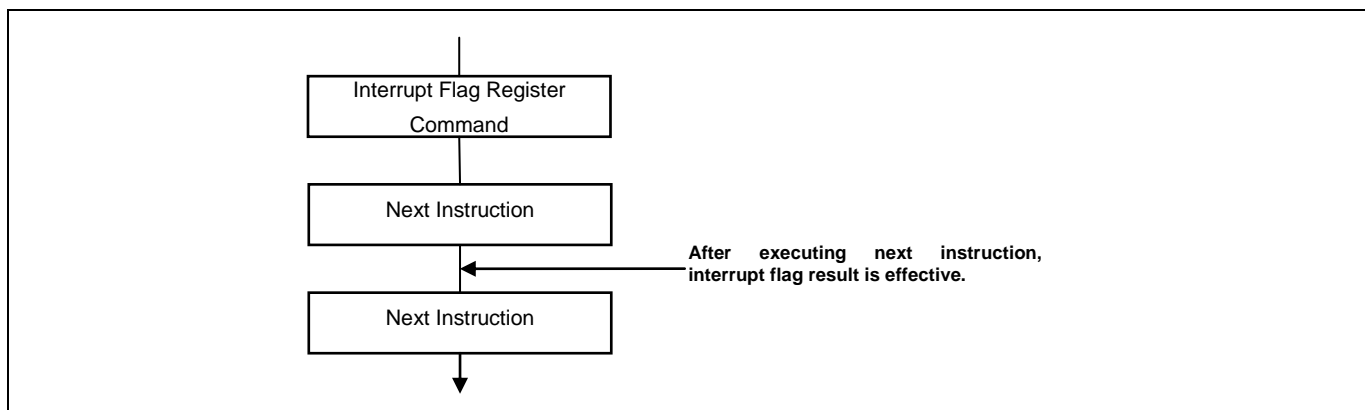 Interrupt Flag Register
Command
Next Instruction
After executing next instruction,
interrupt flag result is effective.
Next Instruction